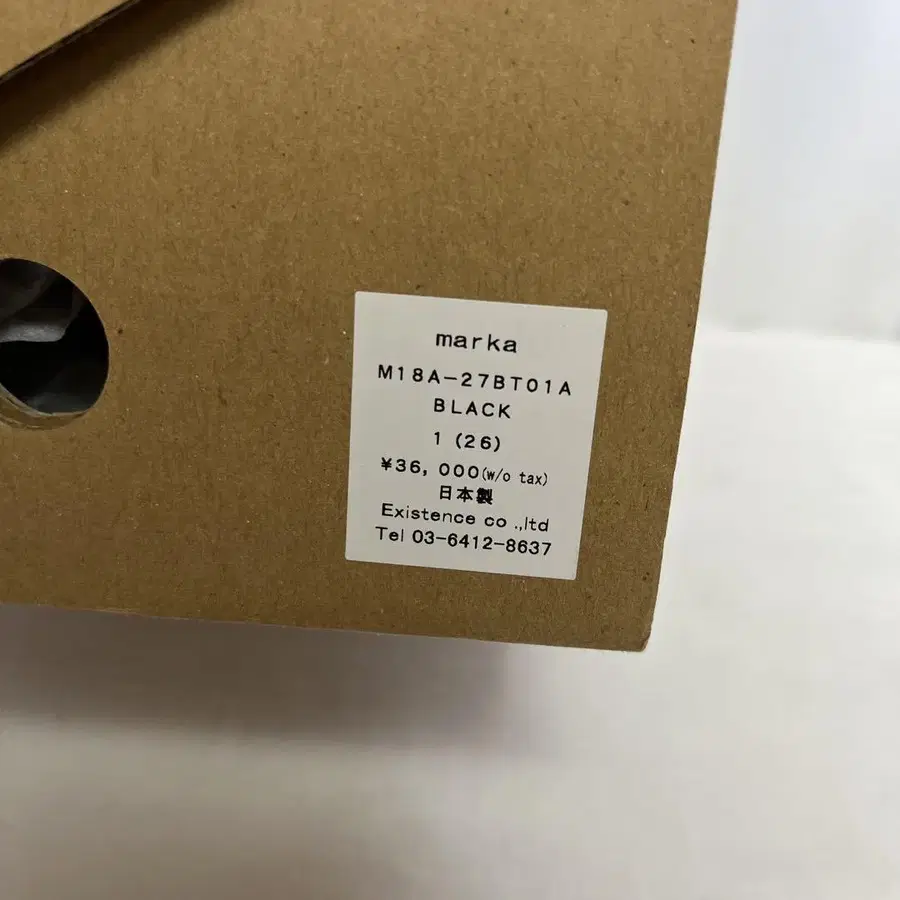 marka
M18A-27BT01A
BLACK
1 (26)
¥36, 000(w/o tax)
日本製
Existence co .,ltd
Tel 03-6412-8637